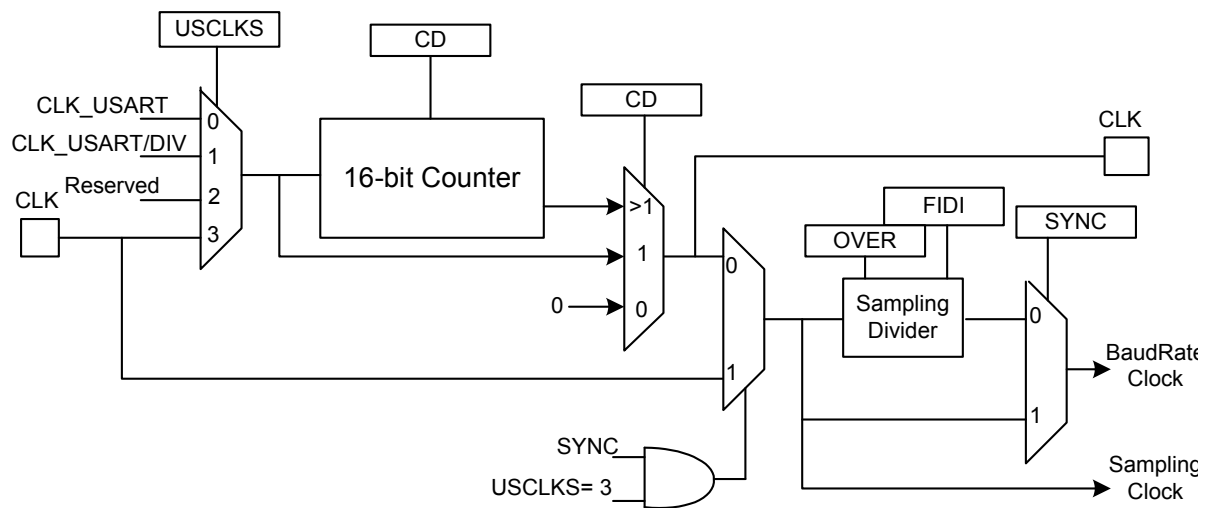 USCLKS
CD
CD
CLK_USART
CLK_USART/DIV
Reserved
CLK
0
1
2
3
16-bit Counter
>1
1
0
0
CLK
FIDI
OVER
SYNC
0
1
Sampling
Divider
0
1
BaudRate
Clock
SYNC
USCLKS= 3
Sampling
Clock